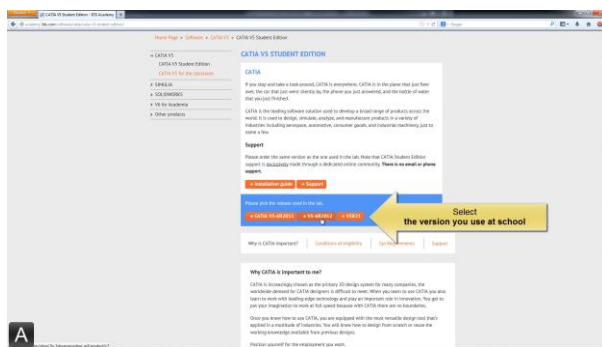 CATIA V5 Student Edition - 3DS Academy
Home Page » Software » CATIA V5 » CATIA V5 Student Edition
CATIA V5
CATIA V5 Student Edition
CATIA V5 for the classroom
SIMULIA
SOLIDWORKS
V6 for Academia
Other products
CATIA V5 STUDENT EDITION
CATIA
If you stop and take a look around, CATIA is everywhere. CATIA is in the plane that just flew
over, the car that just went silently by, the phone you just answered, and the bottle of water
that you just finished.
CATIA is the leading software solution used to develop a broad range of products across the
world. It is used to design, simulate, analyze, and manufacture products in a variety of
industries including aerospace, automotive, consumer goods, and industrial machinery, just to
name a few.
Support
Please order the same version as the one used in the lab. Note that CATIA Student Edition
support is exclusively made through a dedicated online community. There is no email or phone
support.
+ Installation guide + Support
Please pick the release used in the lab.
+ CATIA V5-6R2013 + V5-6R2012 + V5R21
Select
the version you use at school
Why is CATIA important? Conditions of eligibility Support
Why CATIA is important to me?
CATIA is increasingly chosen as the primary 3D design system for many companies, the
worldwide demand for CATIA designers is difficult to meet. When you learn to use CATIA you also
learn to work with leading edge technology and play an important role in innovation. You get to
put your imagination to work at full speed because with CATIA there are no boundaries.
Once you know how to use CATIA, you are equipped with the most versatile design tool that's
applied in a multitude of industries. You will know how to design from scratch or reuse the
working knowledge available from previous designs.
Position yourself for the employment you want.
A